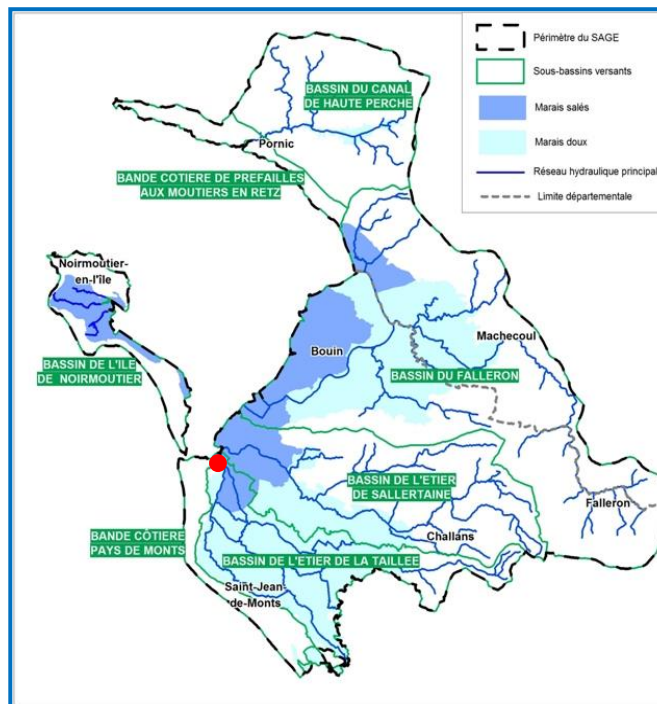 Périmètre du SAGE
Sous-bassins versants
Marais salés
Marais doux
Réseau hydraulique principal
Limite départementale
BASSIN DU CANAL
DE HAUTE PERCHE
Pornic
BANDE COTIERE DE PREFAILLES
AUX MOUTIERS EN RETZ
Noirmoutier-
en-l'île
Machecoul
Bouin
BASSIN DE L'ILE
DE NOIRMOUTIER
BASSIN DU FALLERON
BASSIN DE L'ETIER
DE SALLERTAINE
Falleron
BANDE CÔTIERE
PAYS DE MONTS
Challans
BASSIN DE L'ETIER DE LA TAILLEE
Saint-Jean-
de-Monts